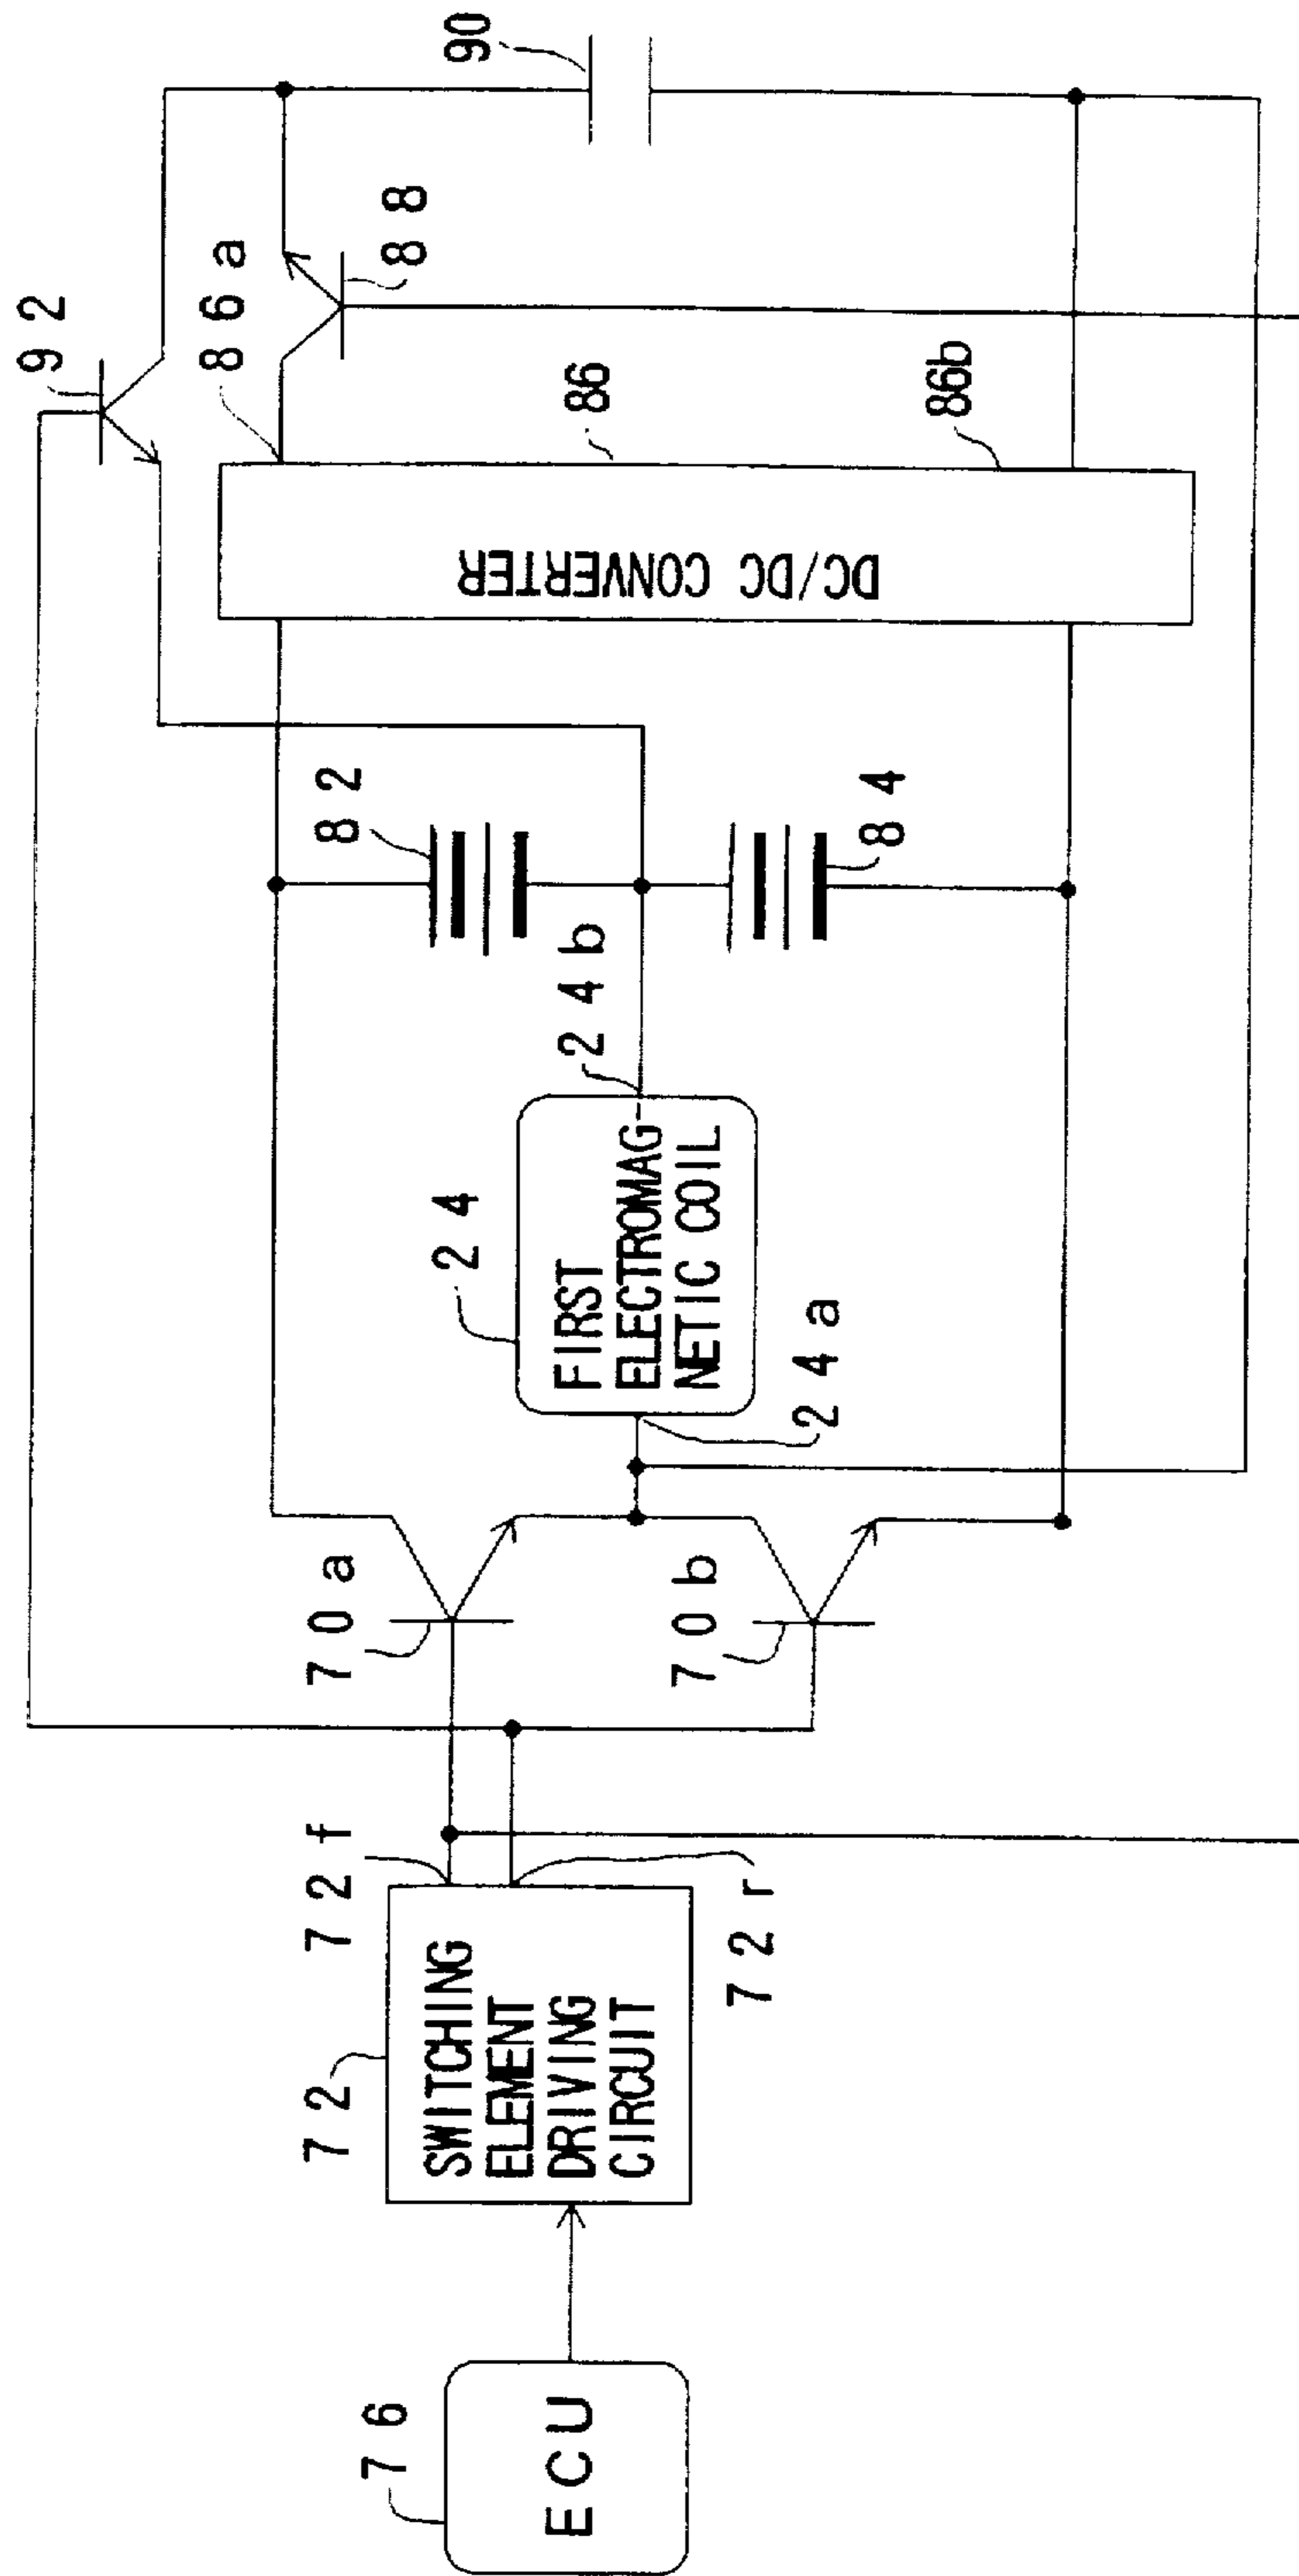 76
ECU
72
SWITCHING
ELEMENT
DRIVING
CIRCUIT
72f
72r
70a
70b
24
FIRST
ELECTROMAG-
NETIC COIL
24a
24b
82
84
DC/DC CONVERTER
86
86a
86b
88
90
92